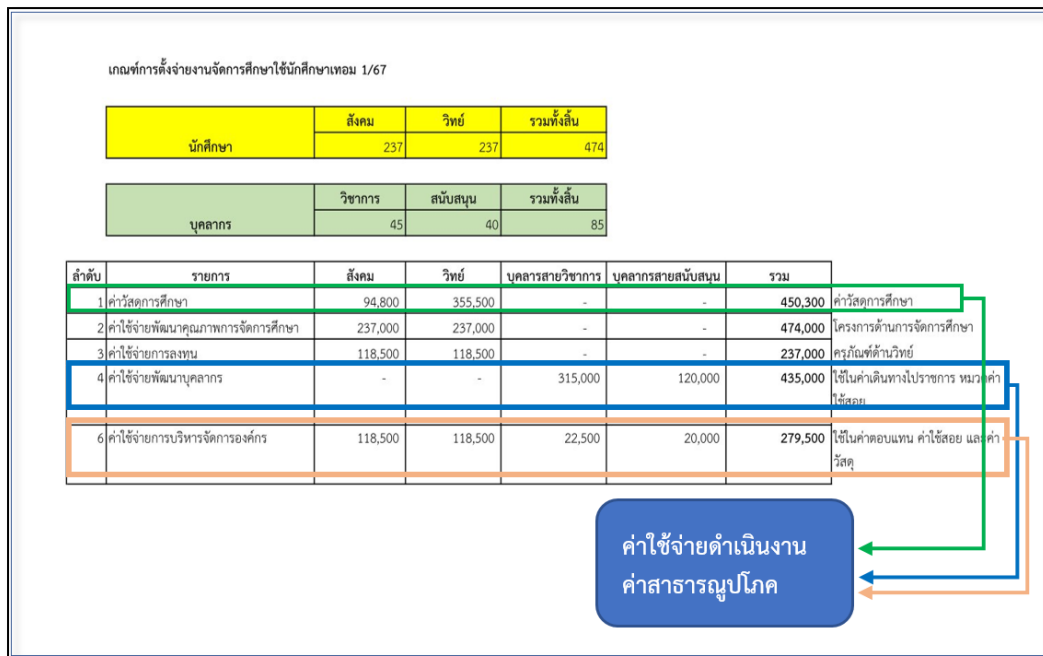 เกณฑ์การตั้งจ่ายงานจัดการศึกษาใช้นักศึกษาเทอม 1/67
สังคม วิทย์ รวมทั้งสิ้น
นักศึกษา 237 237 474
วิชาการ สนับสนุน รวมทั้งสิ้น
บุคลากร 45 40 85
ลำดับ รายการ สังคม วิทย์ บุคลารสายวิชาการ บุคลากรสายสนับสนุน รวม
1 ค่าวัสดุการศึกษา 94,800 355,500 - - 450,300 ค่าวัสดุการศึกษา
2 ค่าใช้จ่ายพัฒนาคุณภาพการจัดการศึกษา 237,000 237,000 - - 474,000 โครงการด้านการจัดการศึกษา
3 ค่าใช้จ่ายการลงทุน 118,500 118,500 - - 237,000 ครุภัณฑ์ด้านวิทย์
4 ค่าใช้จ่ายพัฒนาบุคลากร - - 315,000 120,000 435,000 ใช้ในค่าเดินทางไปราชการ หมวดค่า
ใช้สอย
6 ค่าใช้จ่ายการบริหารจัดการองค์กร 118,500 118,500 22,500 20,000 279,500 ใช้ในค่าตอบแทน ค่าใช้สอย และค่า
วัสดุ
ค่าใช้จ่ายดำเนินงาน
ค่าสาธารณูปโภค